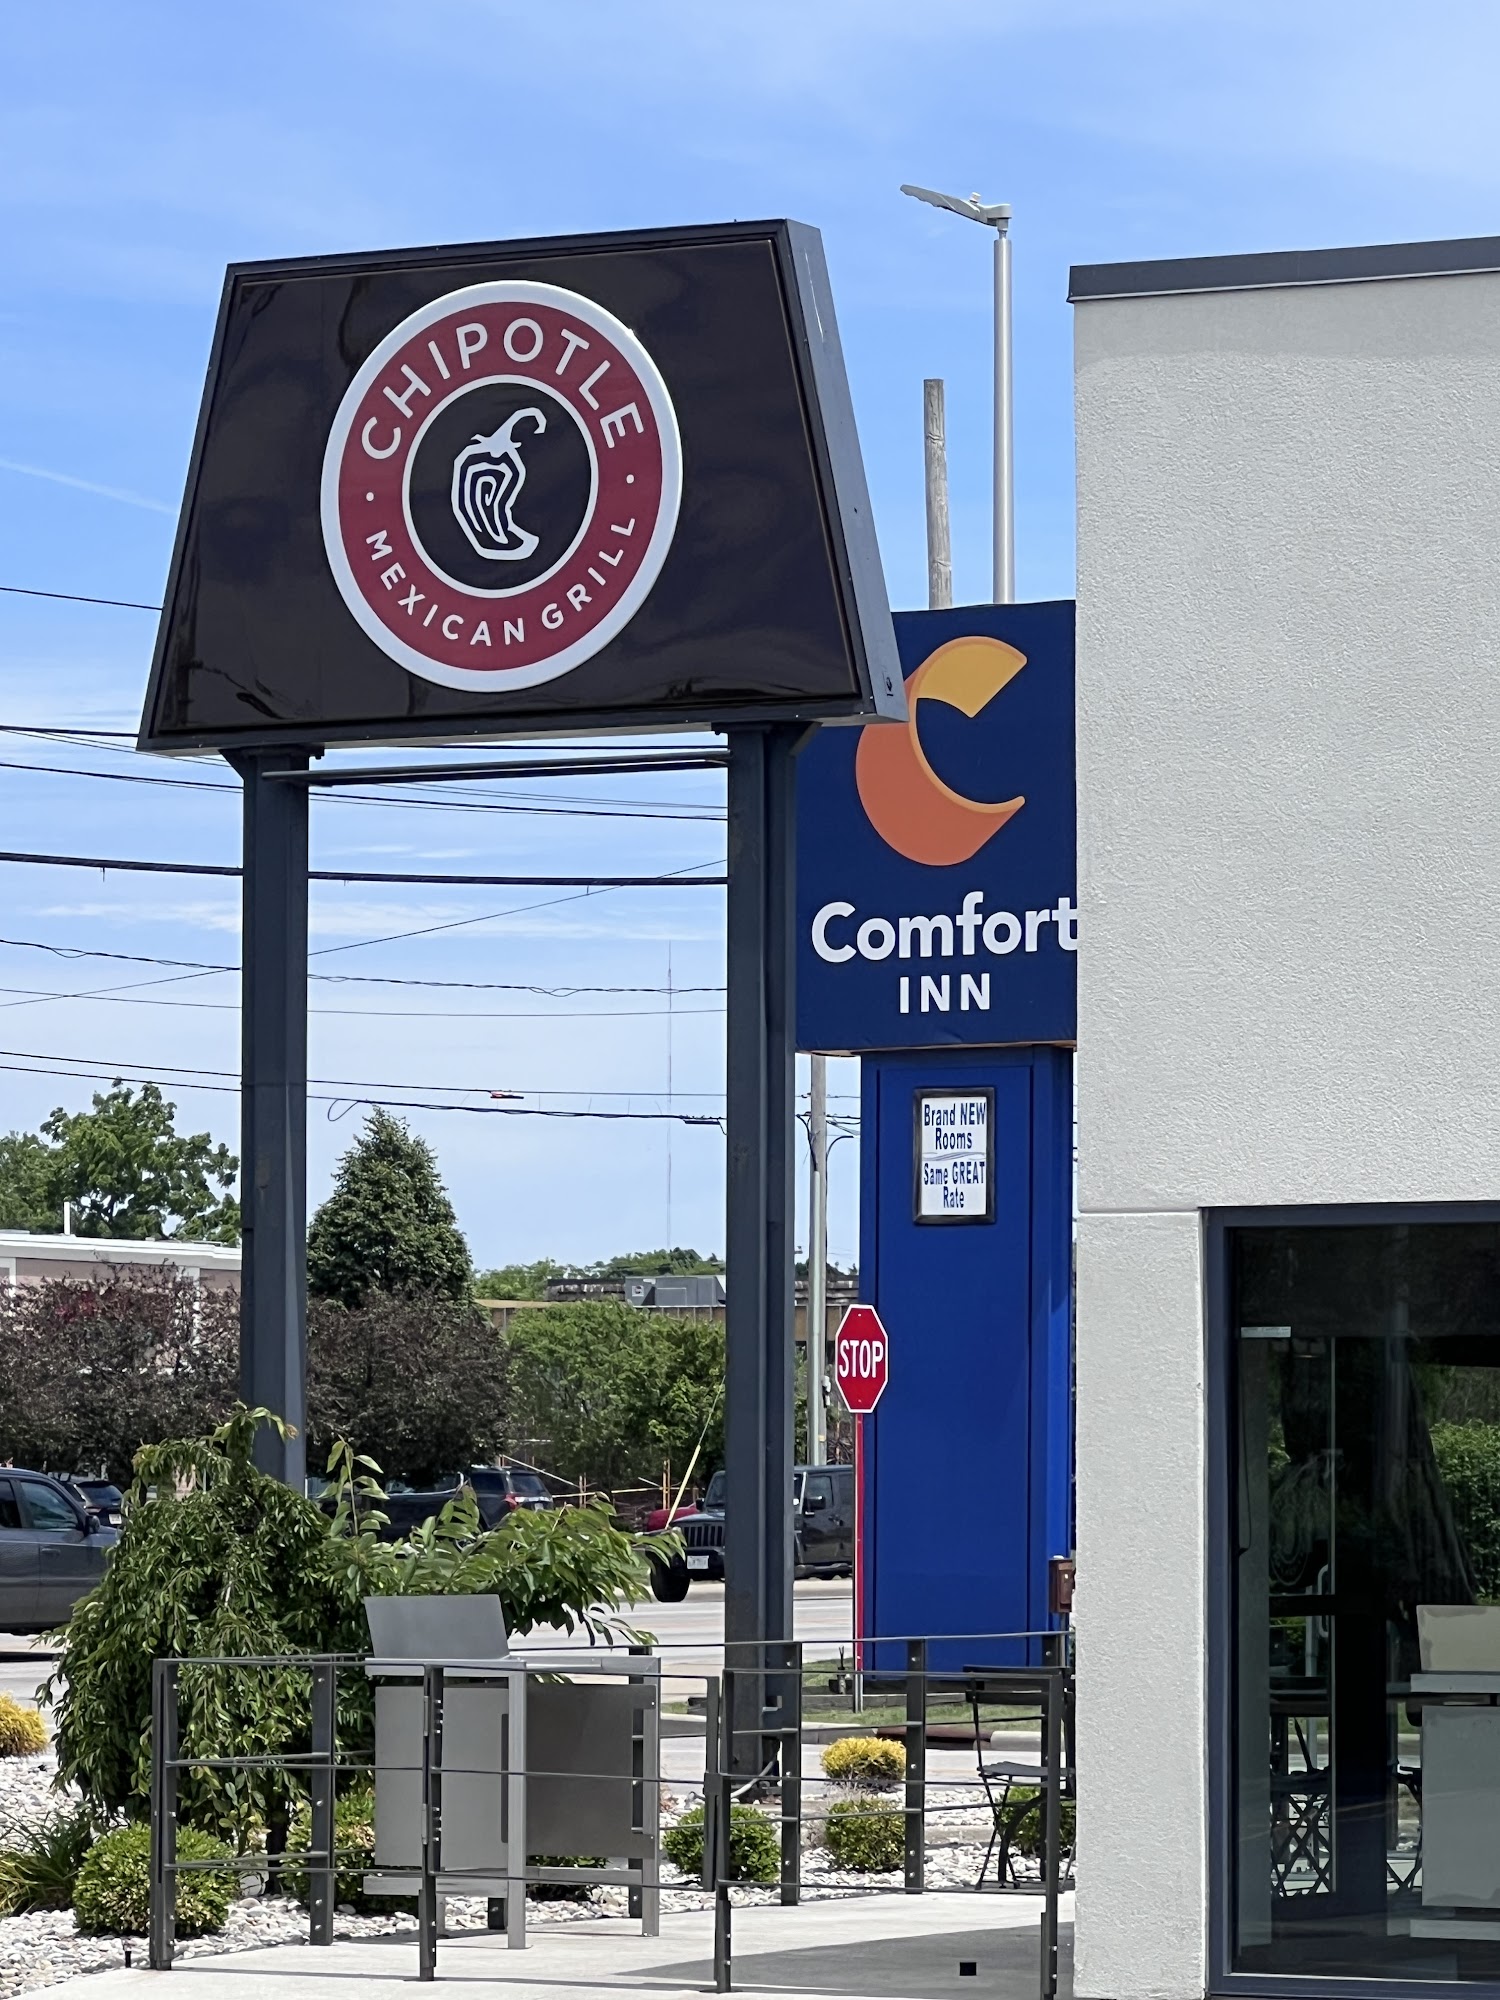 CHIPOTLE
MEXICAN GRILL
Comfort
INN
Brand NEW
Rooms
Same GREAT
Rate
STOP